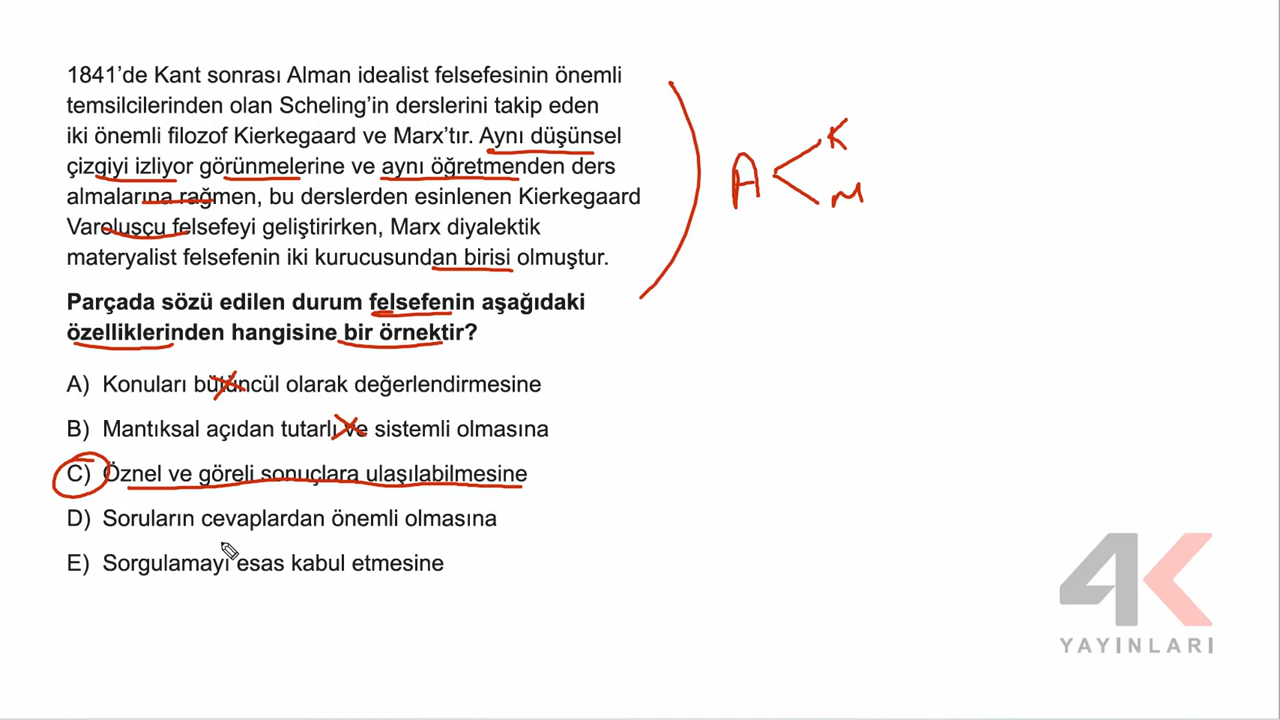 1841’de Kant sonrası Alman idealist felsefesinin önemli
temsilcilerinden olan Scheling’in derslerini takip eden
iki önemli filozof Kierkegaard ve Marx’tır. Aynı düşünsel
çizgiyi izliyor görünmelerine ve aynı öğretmenden ders
almalarına rağmen, bu derslerden esinlenen Kierkegaard
Varoluşçu felsefeyi geliştirirken, Marx diyalektik
materyalist felsefenin iki kurucusundan birisi olmuştur.
Parçada sözü edilen durum felsefenin aşağıdaki
özelliklerinden hangisine bir örnektir?
A) Konuları bütüncül olarak değerlendirmesine
B) Mantıksal açıdan tutarlı ve sistemli olmasına
C) Öznel ve göreli sonuçlara ulaşılabilmesine
D) Soruların cevaplardan önemli olmasına
E) Sorgulamayı esas kabul etmesine
K
A
M
4K
YAYINLARI